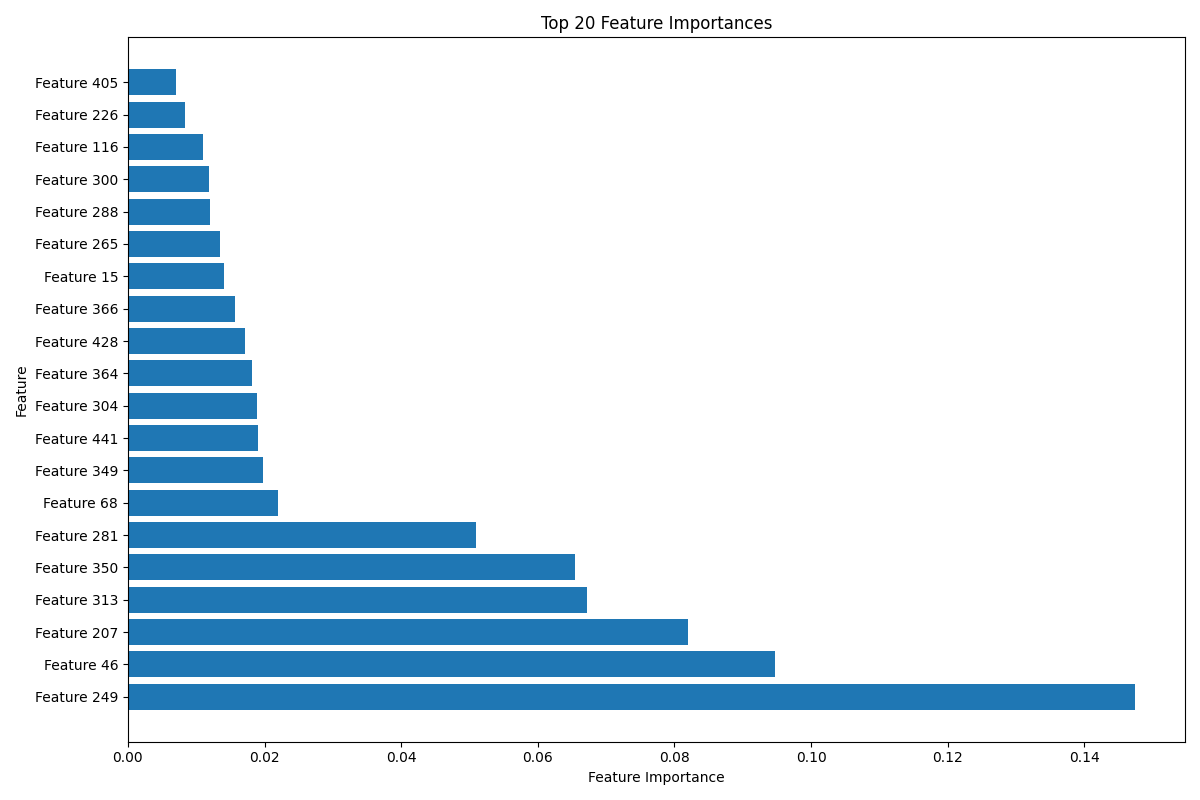 Top 20 Feature Importances
Feature 405
Feature 226
Feature 116
Feature 300
Feature 288
Feature 265
Feature 15
Feature 366
Feature 428
Feature 364
Feature 304
Feature 441
Feature 349
Feature 68
Feature 281
Feature 350
Feature 313
Feature 207
Feature 46
Feature 249
Feature
0.00 0.02 0.04 0.06 0.08 0.10 0.12 0.14
Feature Importance